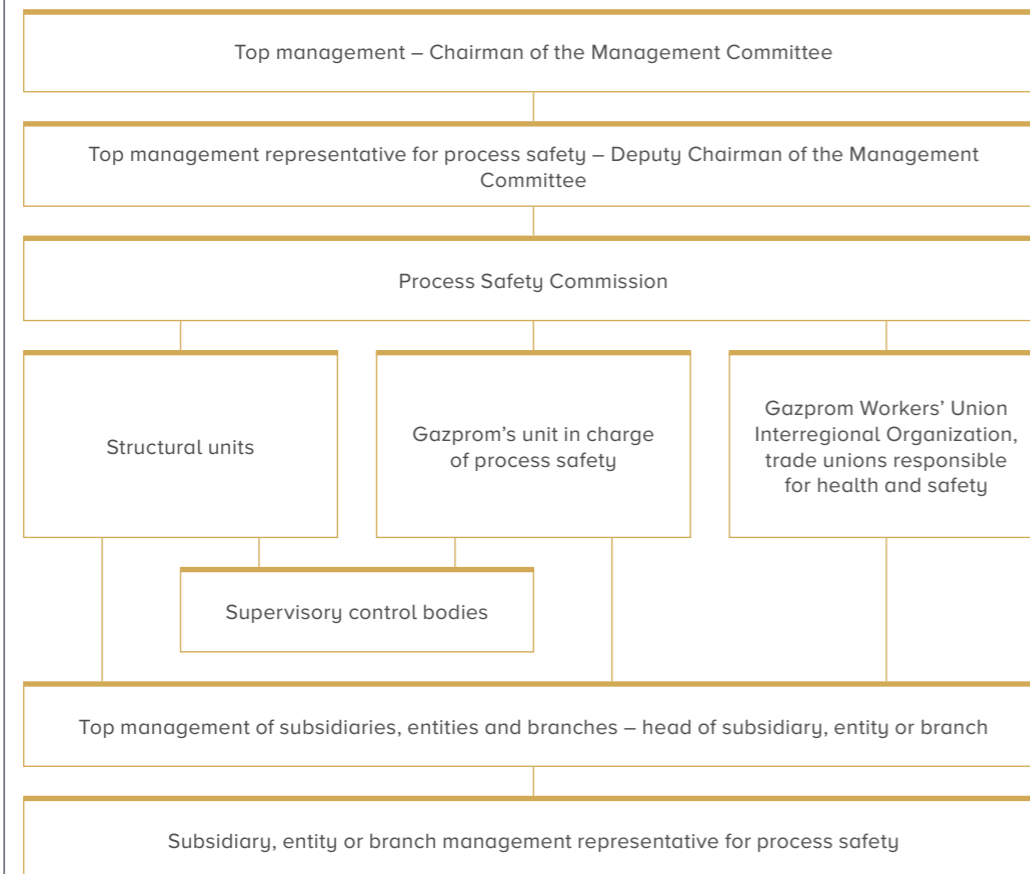 Top management – Chairman of the Management Committee
Top management representative for process safety – Deputy Chairman of the Management
Committee
Process Safety Commission
Structural units
Gazprom's unit in charge
of process safety
Gazprom Workers' Union
Interregional Organization,
trade unions responsible
for health and safety
Supervisory control bodies
Top management of subsidiaries, entities and branches – head of subsidiary, entity or branch
Subsidiary, entity or branch management representative for process safety